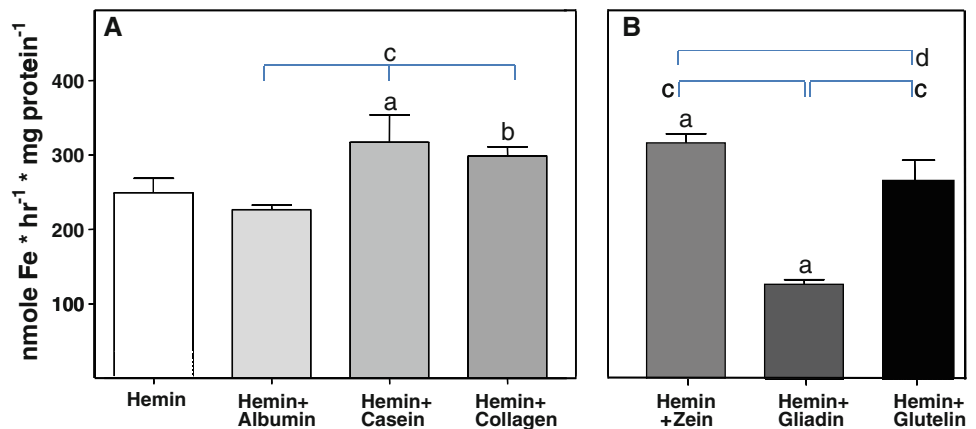 A
B
c
d
c
c
a
b
a
a
400
300
200
100
nmole Fe * hr-1 * mg protein-1
Hemin
Hemin+
Albumin
Hemin+
Casein
Hemin+
Collagen
Hemin
+Zein
Hemin+
Gliadin
Hemin+
Glutelin